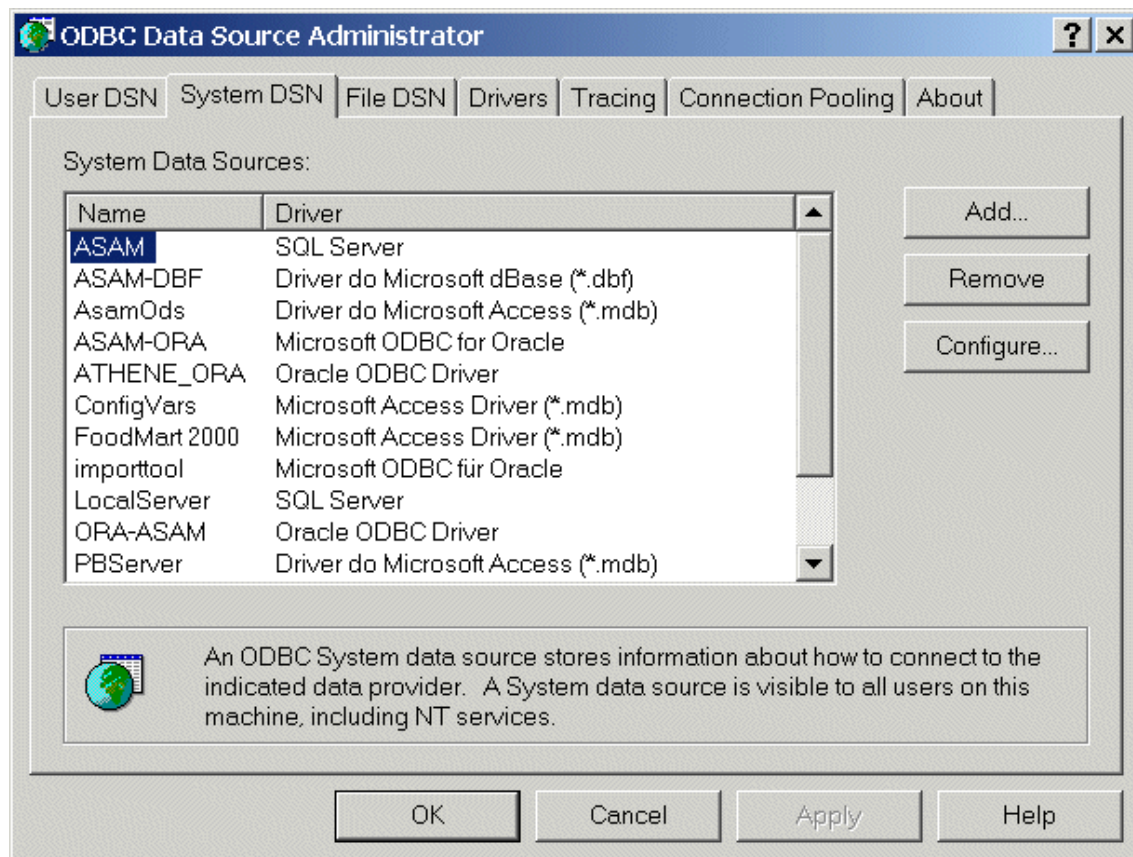 ODBC Data Source Administrator
User DSN System DSN File DSN Drivers Tracing Connection Pooling About
System Data Sources:
Name Driver
ASAM SQL Server
ASAM-DBF Driver do Microsoft dBase (*.dbf)
AsamOds Driver do Microsoft Access (*.mdb)
ASAM-ORA Microsoft ODBC for Oracle
ATHENE_ORA Oracle ODBC Driver
ConfigVars Microsoft Access Driver (*.mdb)
FoodMart 2000 Microsoft Access Driver (*.mdb)
importtool Microsoft ODBC für Oracle
LocalServer SQL Server
ORA-ASAM Oracle ODBC Driver
PBServer Driver do Microsoft Access (*.mdb)
Add...
Remove
Configure...
An ODBC System data source stores information about how to connect to the
indicated data provider. A System data source is visible to all users on this
machine, including NT services.
OK Cancel Apply Help